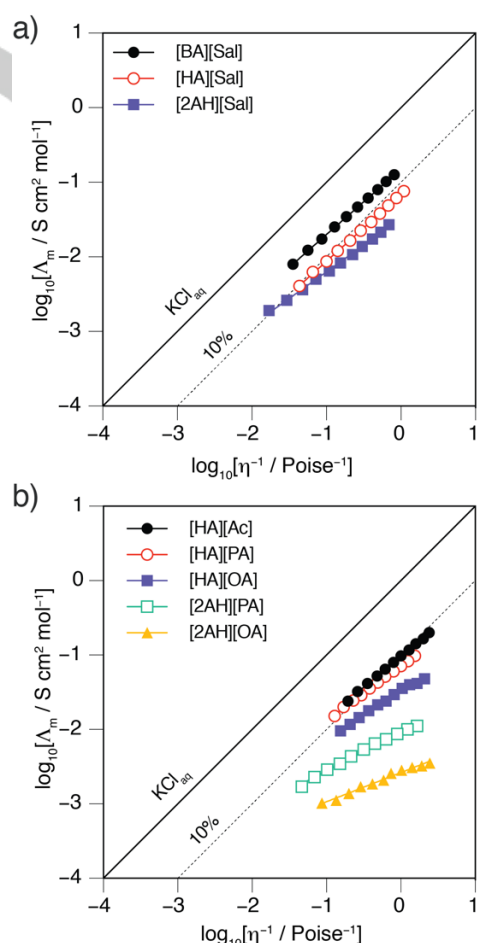 a)
1
[BA][Sal]
[HA][Sal]
[2AH][Sal]
0
−1
−2
−3
−4
log₁₀[Λₘ / S cm² mol⁻¹]
KClₐq
10%
−4 −3 −2 −1 0 1
log₁₀[η⁻¹ / Poise⁻¹]
b)
1
[HA][Ac]
[HA][PA]
[HA][OA]
[2AH][PA]
[2AH][OA]
0
−1
−2
−3
−4
log₁₀[Λₘ / S cm² mol⁻¹]
KClₐq
10%
−4 −3 −2 −1 0 1
log₁₀[η⁻¹ / Poise⁻¹]